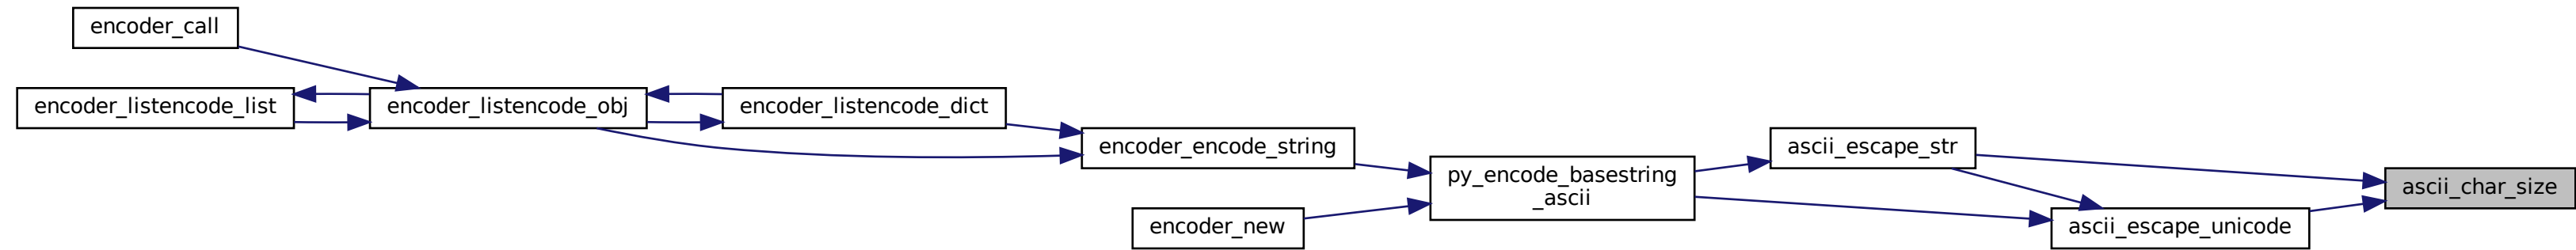 encoder_call
encoder_listencode_list
encoder_listencode_obj
encoder_listencode_dict
encoder_encode_string
encoder_new
py_encode_basestring
_ascii
ascii_escape_str
ascii_escape_unicode
ascii_char_size